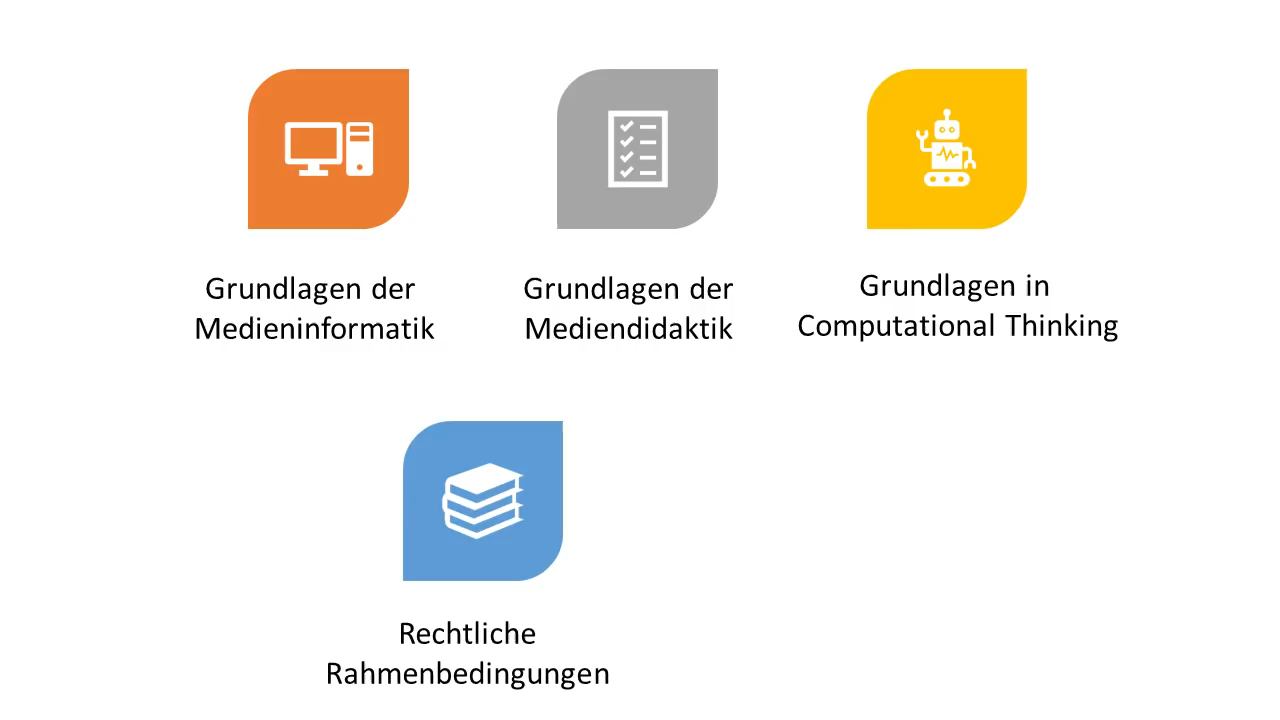 Grundlagen der
Medieninformatik
Grundlagen der
Mediendidaktik
Grundlagen in
Computational Thinking
Rechtliche
Rahmenbedingungen